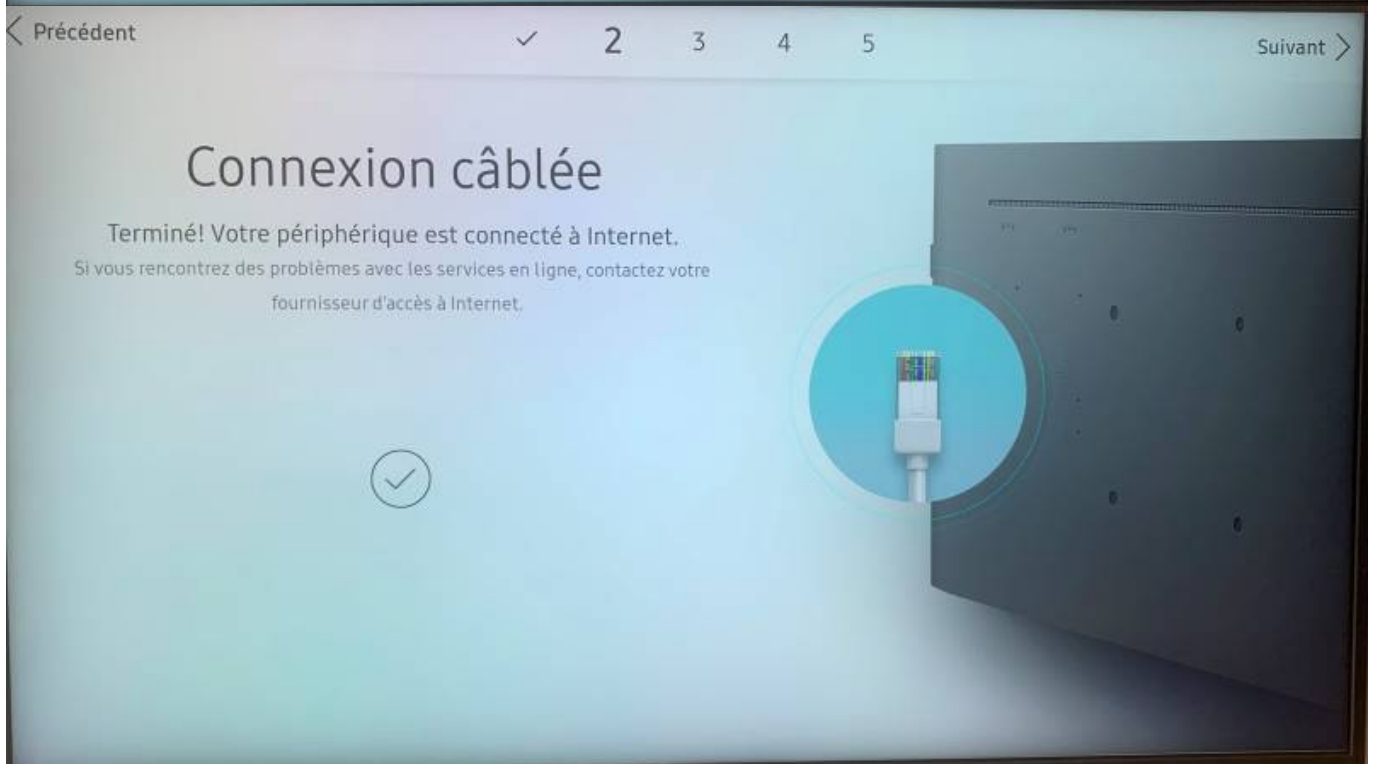 Précédent
2 3 4 5
Suivant
Connexion câblée
Terminé! Votre périphérique est connecté à Internet.
Si vous rencontrez des problèmes avec les services en ligne, contactez votre
fournisseur d'accès à Internet.